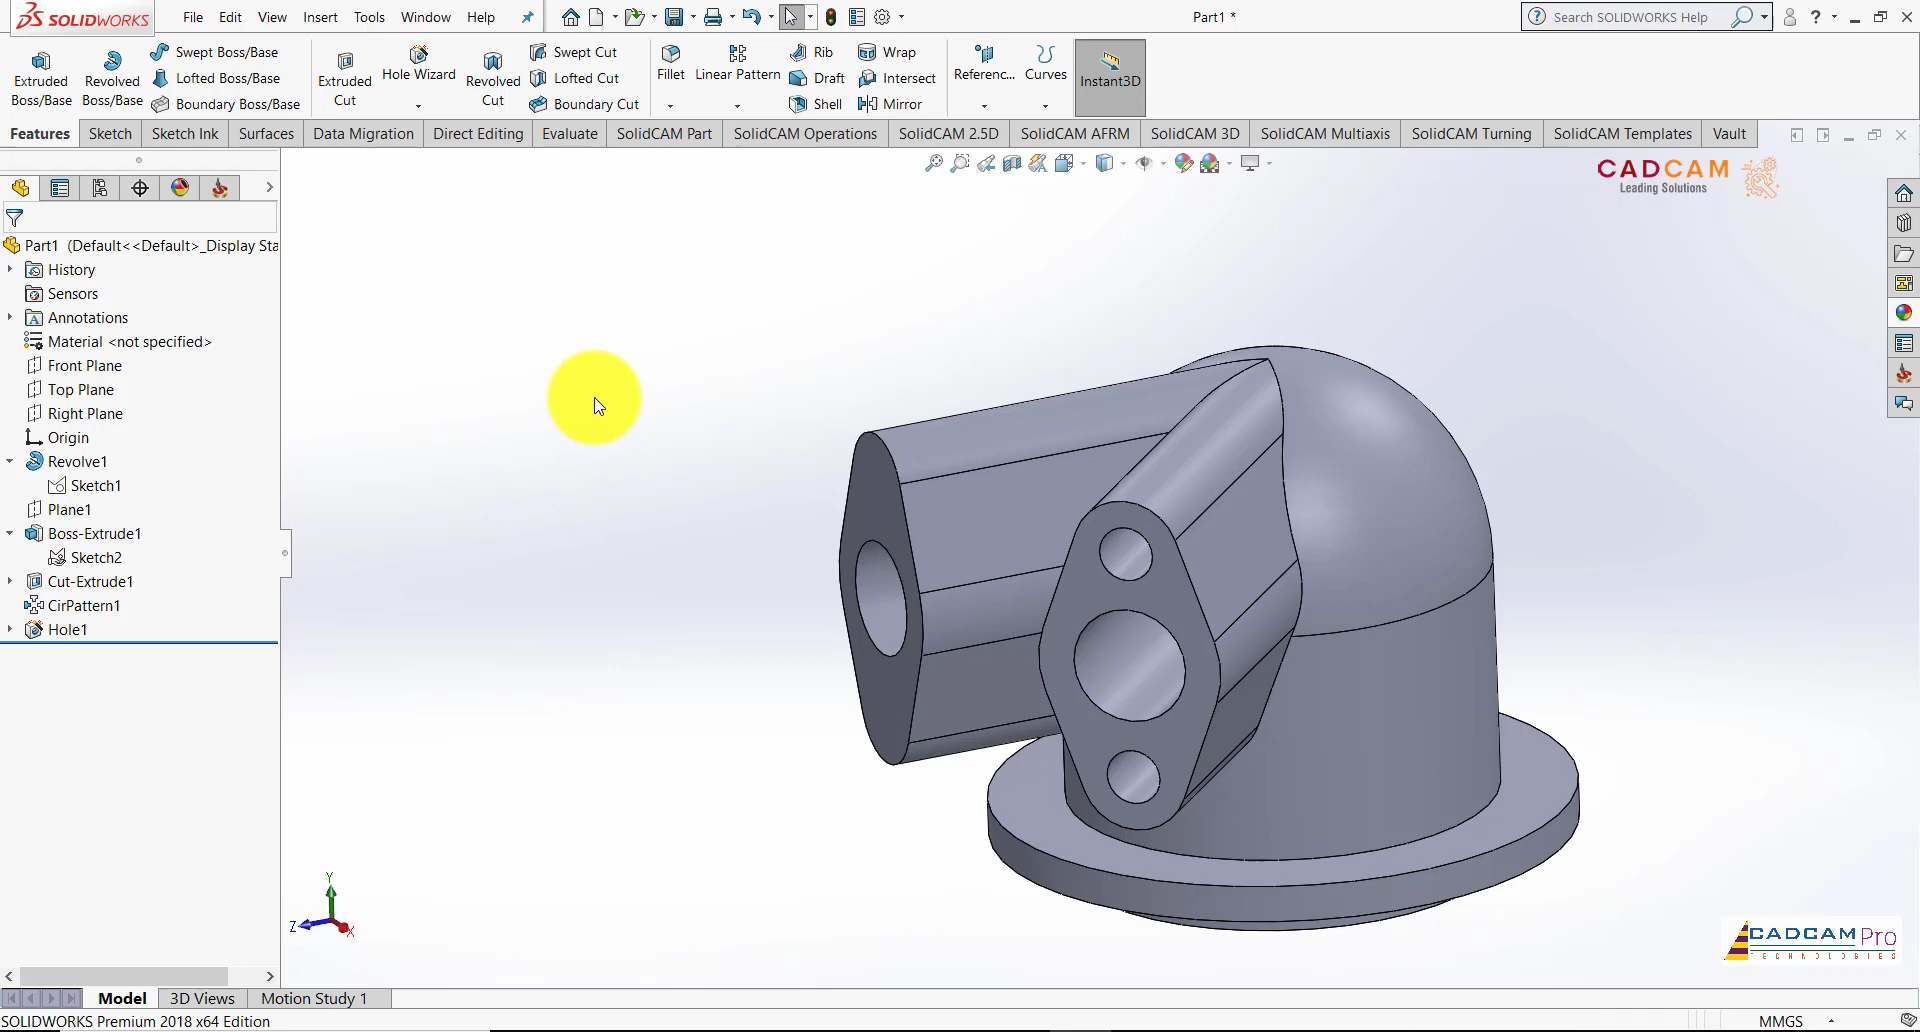 SOLIDWORKS
File Edit View Insert Tools Window Help
Part1 *
Search SOLIDWORKS Help
Extruded Boss/Base
Revolved Boss/Base
Swept Boss/Base
Lofted Boss/Base
Boundary Boss/Base
Extruded Cut
Hole Wizard
Revolved Cut
Swept Cut
Lofted Cut
Boundary Cut
Fillet
Linear Pattern
Rib
Draft
Shell
Wrap
Intersect
Mirror
Referenc...
Curves
Instant3D
Features Sketch Sketch Ink Surfaces Data Migration Direct Editing Evaluate SolidCAM Part SolidCAM Operations SolidCAM 2.5D SolidCAM AFRM SolidCAM 3D SolidCAM Multiaxis SolidCAM Turning SolidCAM Templates Vault
CADCAM
Leading Solutions
Part1 (Default<<Default>_Display Sta
History
Sensors
Annotations
Material <not specified>
Front Plane
Top Plane
Right Plane
Origin
Revolve1
Sketch1
Plane1
Boss-Extrude1
Sketch2
Cut-Extrude1
CirPattern1
Hole1
Y
Z
X
CADCAM Pro
TECHNOLOGIES
Model 3D Views Motion Study 1
SOLIDWORKS Premium 2018 x64 Edition
MMGS